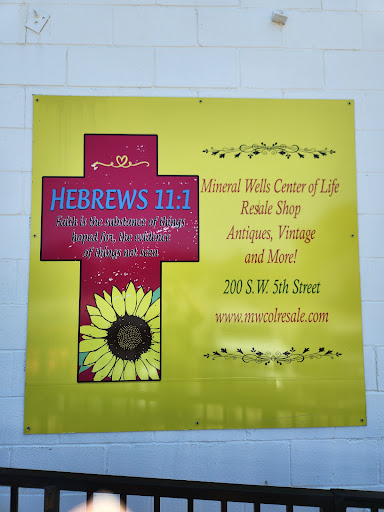 HEBREWS 11:1
Faith is the substance of things
hoped for, the evidence
of things not seen
Mineral Wells Center of Life
Resale Shop
Antiques, Vintage
and More!
200 S.W. 5th Street
www.mwcolresale.com